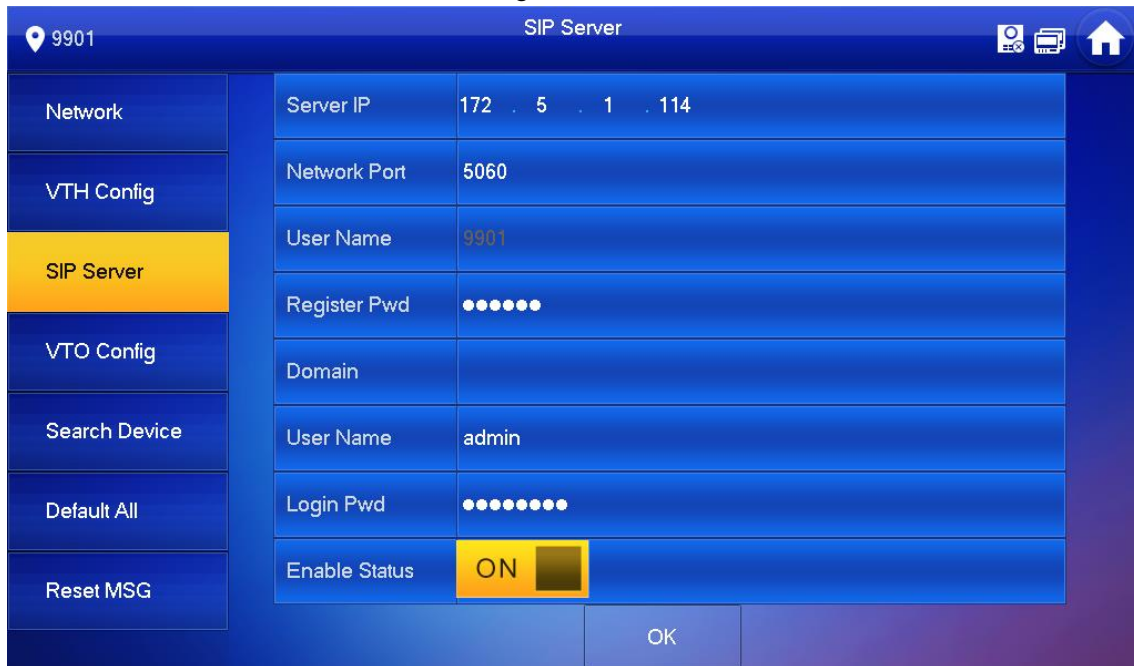 9901
SIP Server
Network
VTH Config
SIP Server
VTO Config
Search Device
Default All
Reset MSG
Server IP 172 . 5 . 1 . 114
Network Port 5060
User Name 9901
Register Pwd ●●●●●●
Domain
User Name admin
Login Pwd ●●●●●●●●
Enable Status ON
OK